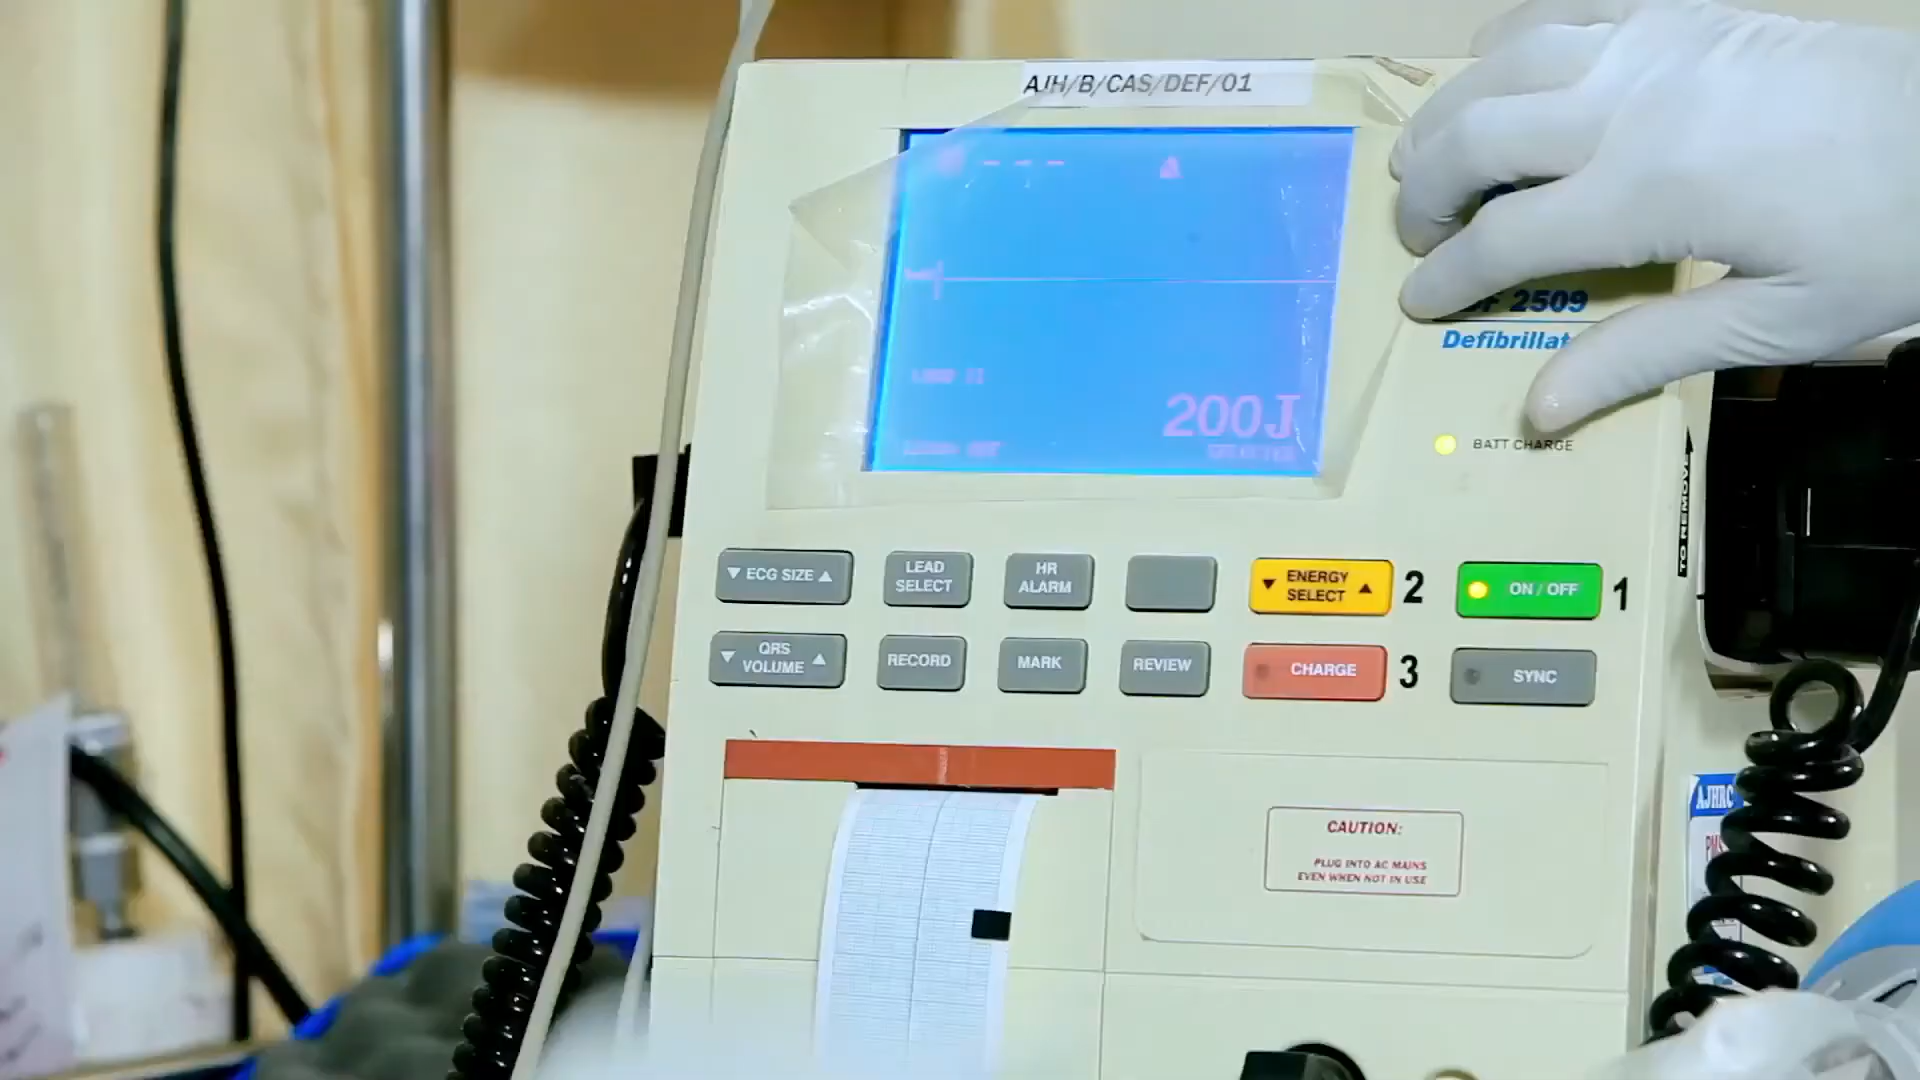 AJH/B/CAS/DEF/01
200J
2509
Defibrillat
BATT CHARGE
TO REMOVE
▼ ECG SIZE ▲
LEAD
SELECT
HR
ALARM
▼ ENERGY ▲
SELECT
2
ON / OFF
1
▼ QRS ▲
VOLUME
RECORD
MARK
REVIEW
CHARGE
3
SYNC
CAUTION:
PLUG INTO AC MAINS
EVEN WHEN NOT IN USE
AJHRC